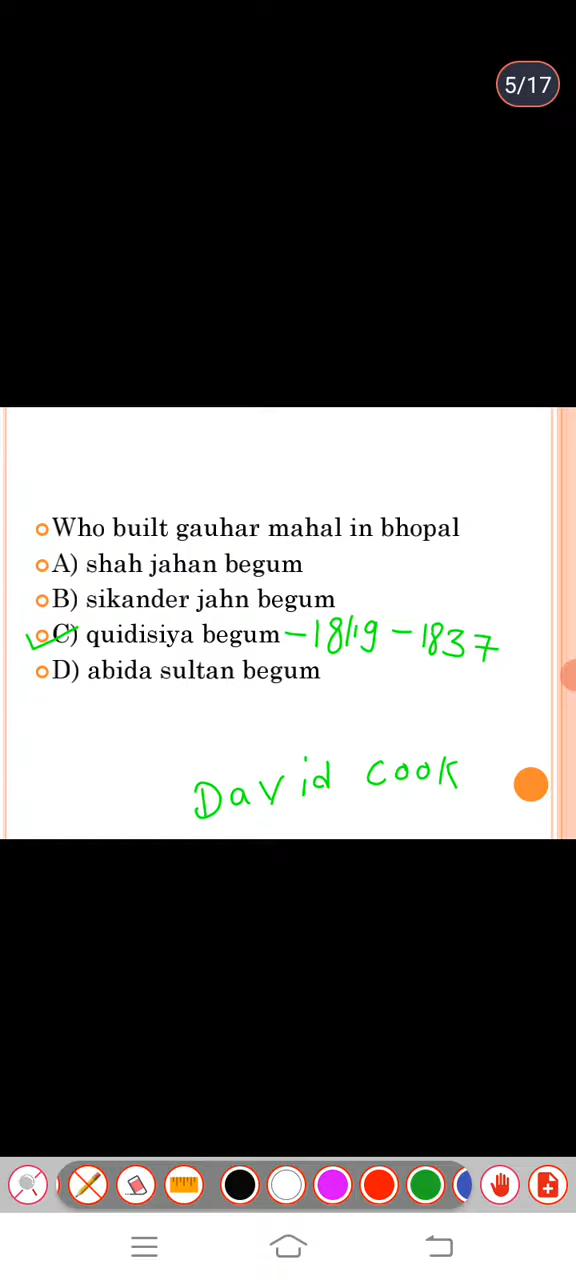 5/17
Who built gauhar mahal in bhopal
A) shah jahan begum
B) sikander jahn begum
C) quidisiya begum - 1819 - 1837
D) abida sultan begum
David cook